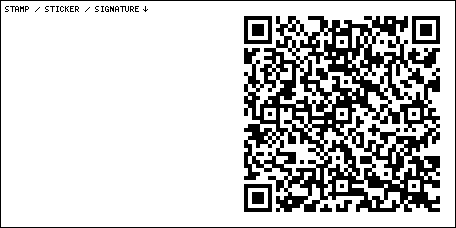 STAMP / STICKER / SIGNATURE ↓